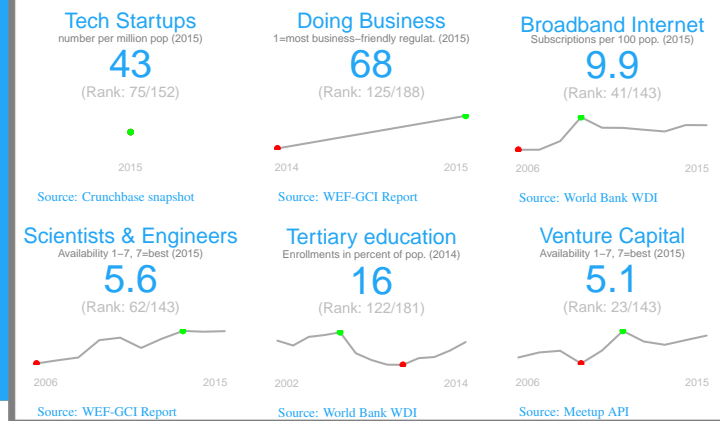 Tech Startups
number per million pop (2015)
43
(Rank: 75/152)
2015
Source: Crunchbase snapshot
Doing Business
1=most business−friendly regulat. (2015)
68
(Rank: 125/188)
2014 2015
Source: WEF-GCI Report
Broadband Internet
Subscriptions per 100 pop. (2015)
9.9
(Rank: 41/143)
2006 2015
Source: World Bank WDI
Scientists & Engineers
Availability 1−7, 7=best (2015)
5.6
(Rank: 62/143)
2006 2015
Source: WEF-GCI Report
Tertiary education
Enrollments in percent of pop. (2014)
16
(Rank: 122/181)
2002 2014
Source: World Bank WDI
Venture Capital
Availability 1−7, 7=best (2015)
5.1
(Rank: 23/143)
2006 2015
Source: Meetup API